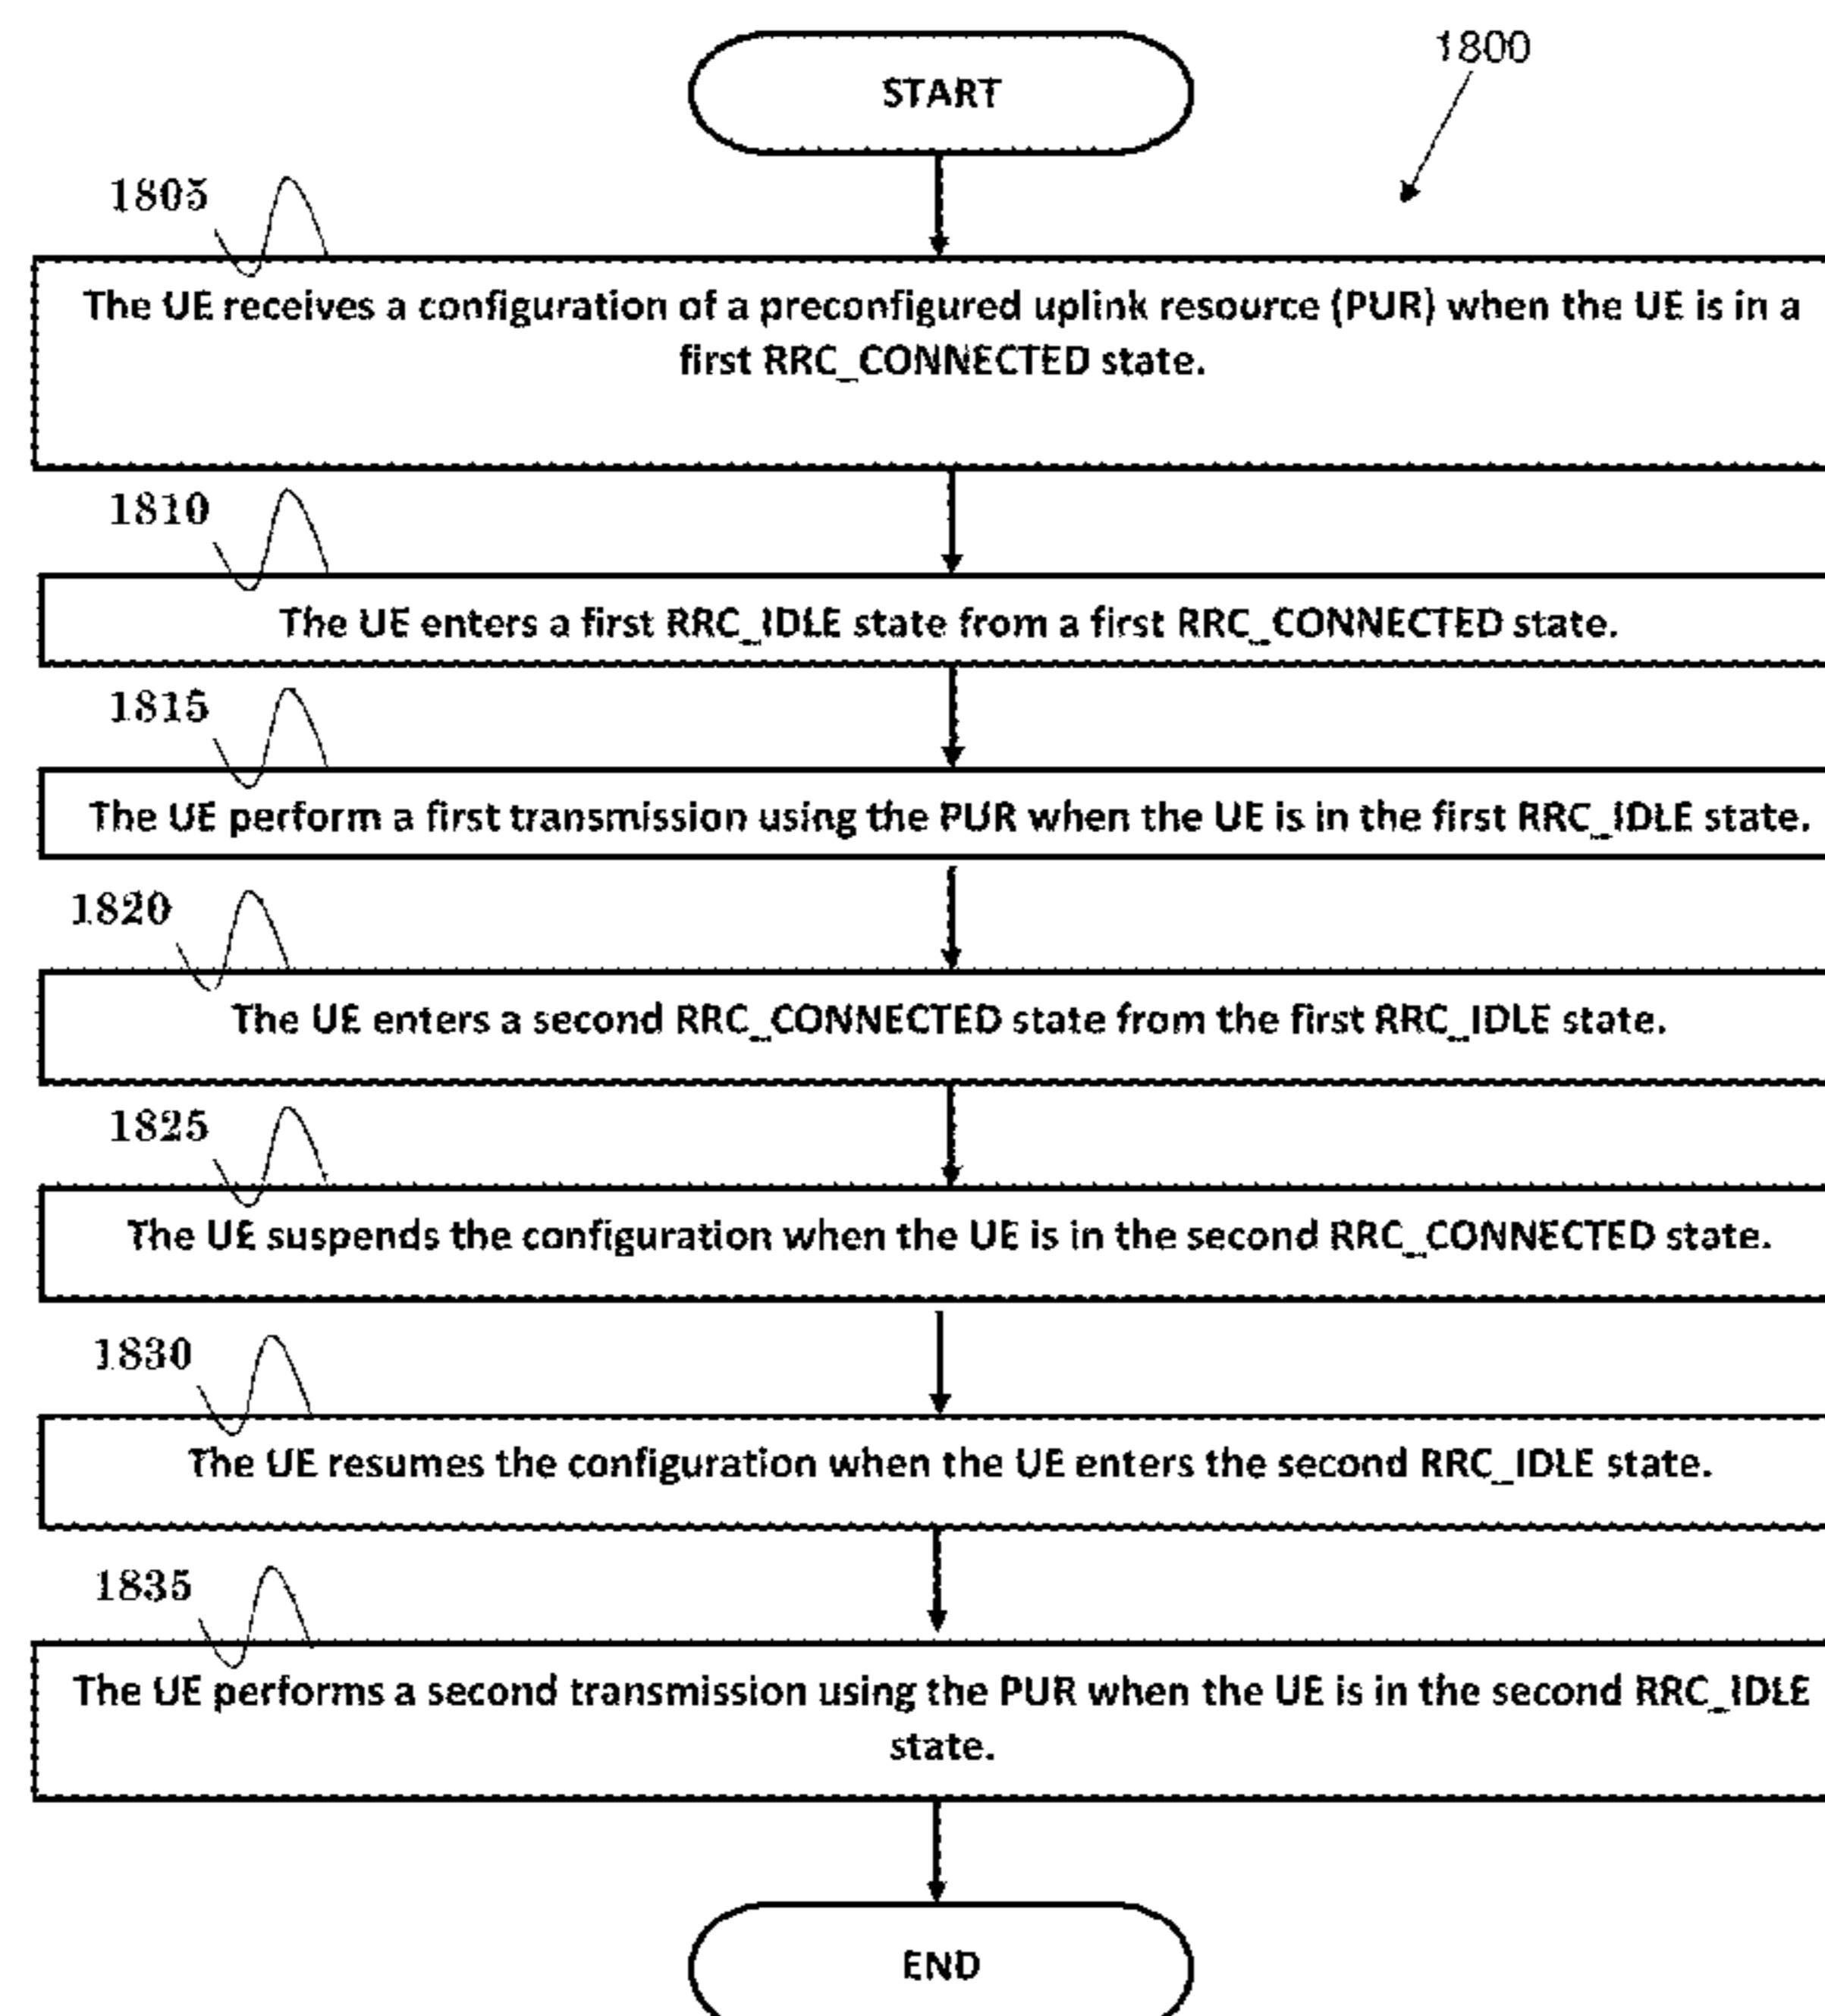 START
1800
1805
The UE receives a configuration of a preconfigured uplink resource (PUR) when the UE is in a
first RRC_CONNECTED state.
1810
The UE enters a first RRC_IDLE state from a first RRC_CONNECTED state.
1815
The UE perform a first transmission using the PUR when the UE is in the first RRC_IDLE state.
1820
The UE enters a second RRC_CONNECTED state from the first RRC_IDLE state.
1825
The UE suspends the configuration when the UE is in the second RRC_CONNECTED state.
1830
The UE resumes the configuration when the UE enters the second RRC_IDLE state.
1835
The UE performs a second transmission using the PUR when the UE is in the second RRC_IDLE
state.
END